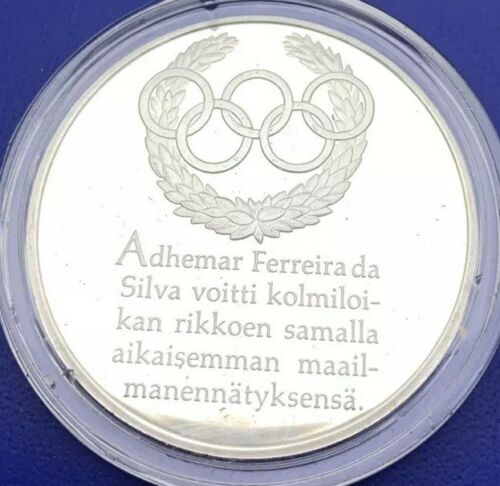 Adhemar Ferreira da
Silva voitti kolmiloi-
kan rikkoen samalla
aikaisemman maail-
manennätyksensä.